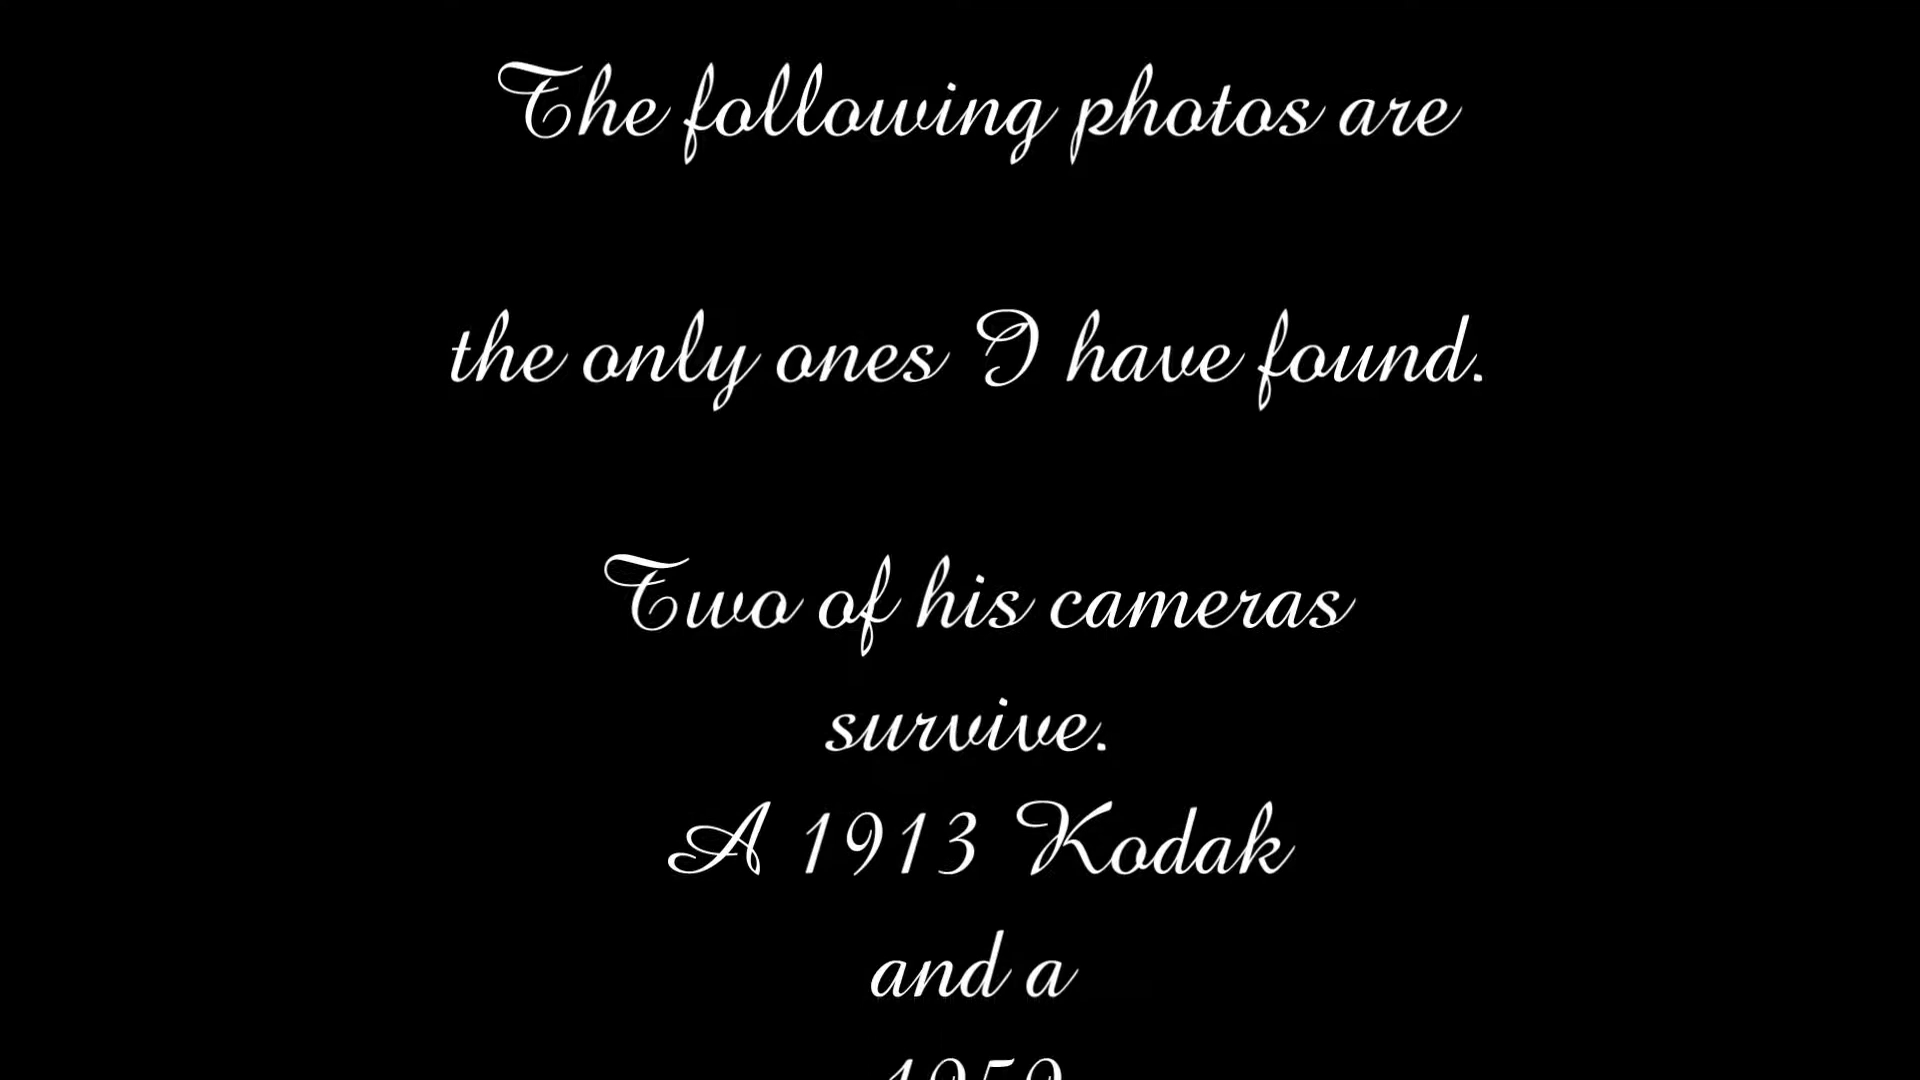 The following photos are
the only ones I have found.
Two of his cameras
survive.
A 1913 Kodak
and a